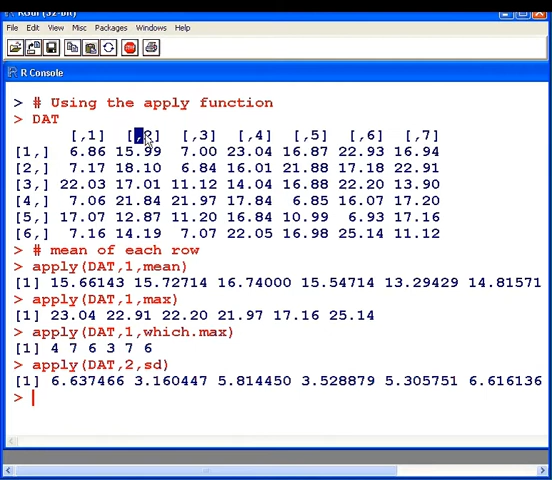 RGui (32-bit)
File Edit View Misc Packages Windows Help
R Console
> # Using the apply function
> DAT
[,1] [,2] [,3] [,4] [,5] [,6] [,7]
[1,] 6.86 15.99 7.00 23.04 16.87 22.93 16.94
[2,] 7.17 18.10 6.84 16.01 21.88 17.18 22.91
[3,] 22.03 17.01 11.12 14.04 16.88 22.20 13.90
[4,] 7.06 21.84 21.97 17.84 6.85 16.07 17.20
[5,] 17.07 12.87 11.20 16.84 10.99 6.93 17.16
[6,] 7.16 14.19 7.07 22.05 16.98 25.14 11.12
> # mean of each row
> apply(DAT,1,mean)
[1] 15.66143 15.72714 16.74000 15.54714 13.29429 14.81571
> apply(DAT,1,max)
[1] 23.04 22.91 22.20 21.97 17.16 25.14
> apply(DAT,1,which.max)
[1] 4 7 6 3 7 6
> apply(DAT,2,sd)
[1] 6.637466 3.160447 5.814450 3.528879 5.305751 6.616136
>